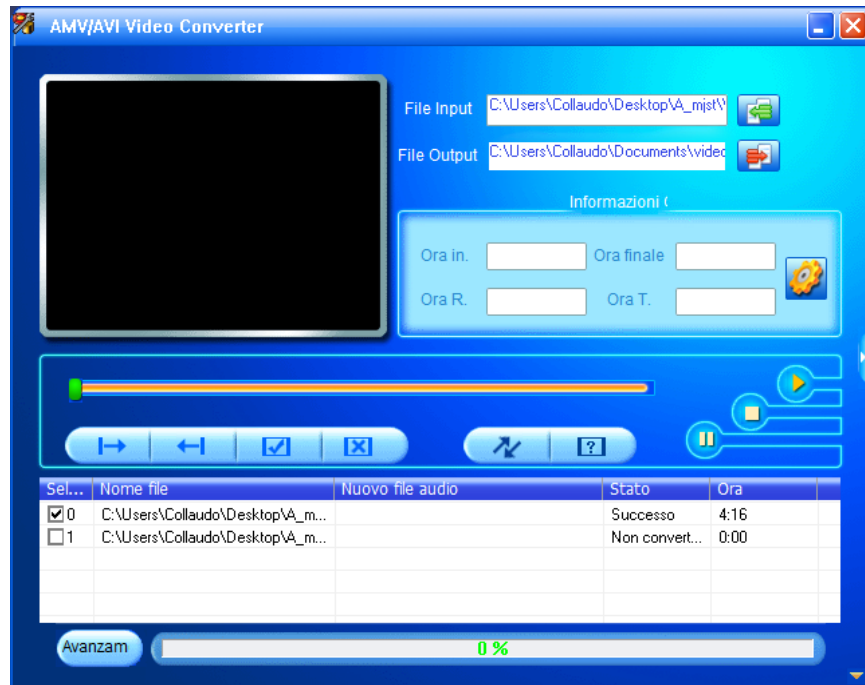 AMV/AVI Video Converter
File Input C:\Users\Collaudo\Desktop\A_mjst\
File Output C:\Users\Collaudo\Documents\video
Informazioni
Ora in. Ora finale
Ora R. Ora T.
Sel... Nome file Nuovo file audio Stato Ora
0 C:\Users\Collaudo\Desktop\A_m... Successo 4:16
1 C:\Users\Collaudo\Desktop\A_m... Non convert... 0:00
Avanzam 0 %